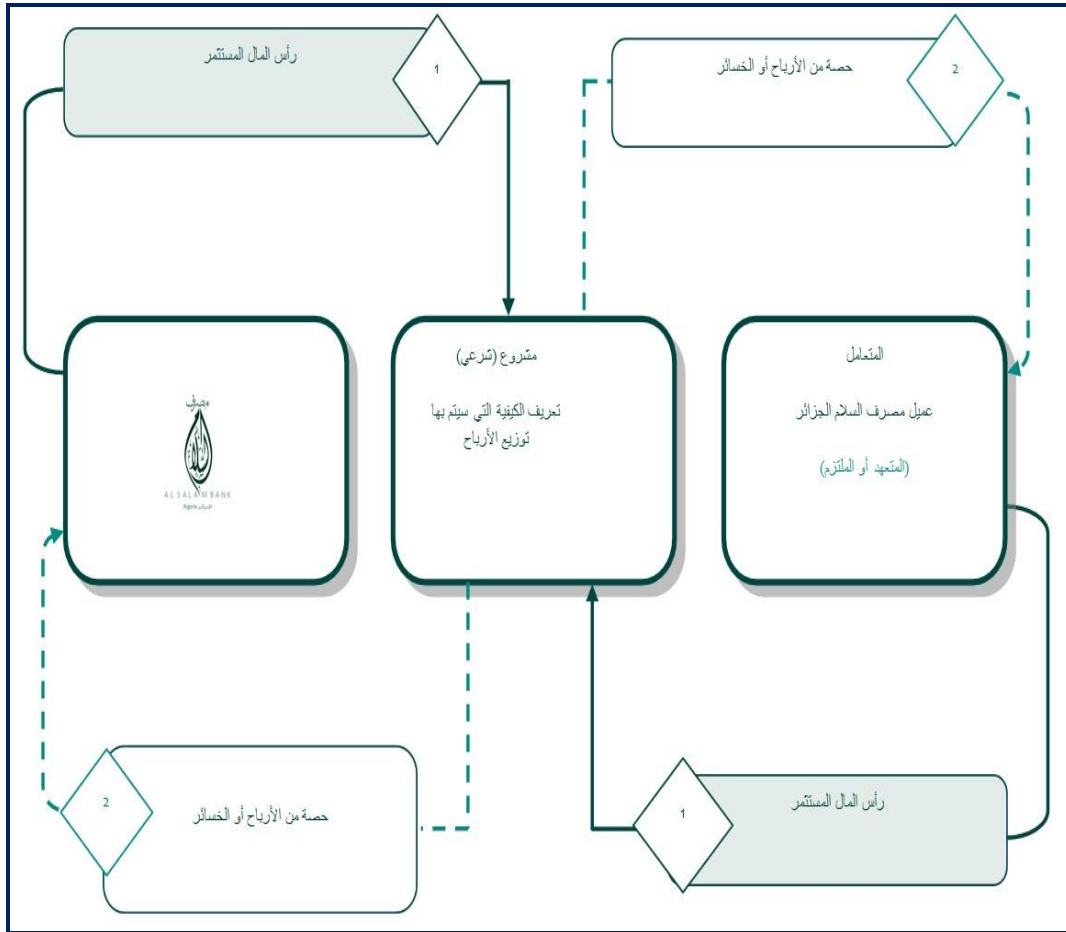 رأس المال المستثمر
1
حصة من الأرباح أو الخسائر
2
المتعامل
عميل مصرف السلام الجزائر
(المتعهد أو الملتزم)
مشروع (شرعي)
تعريف الكيفية التي سيتم بها
توزيع الأرباح
مصرف
السلام
AL SALAM BANK
Algeria الجزائر
رأس المال المستثمر
1
حصة من الأرباح أو الخسائر
2